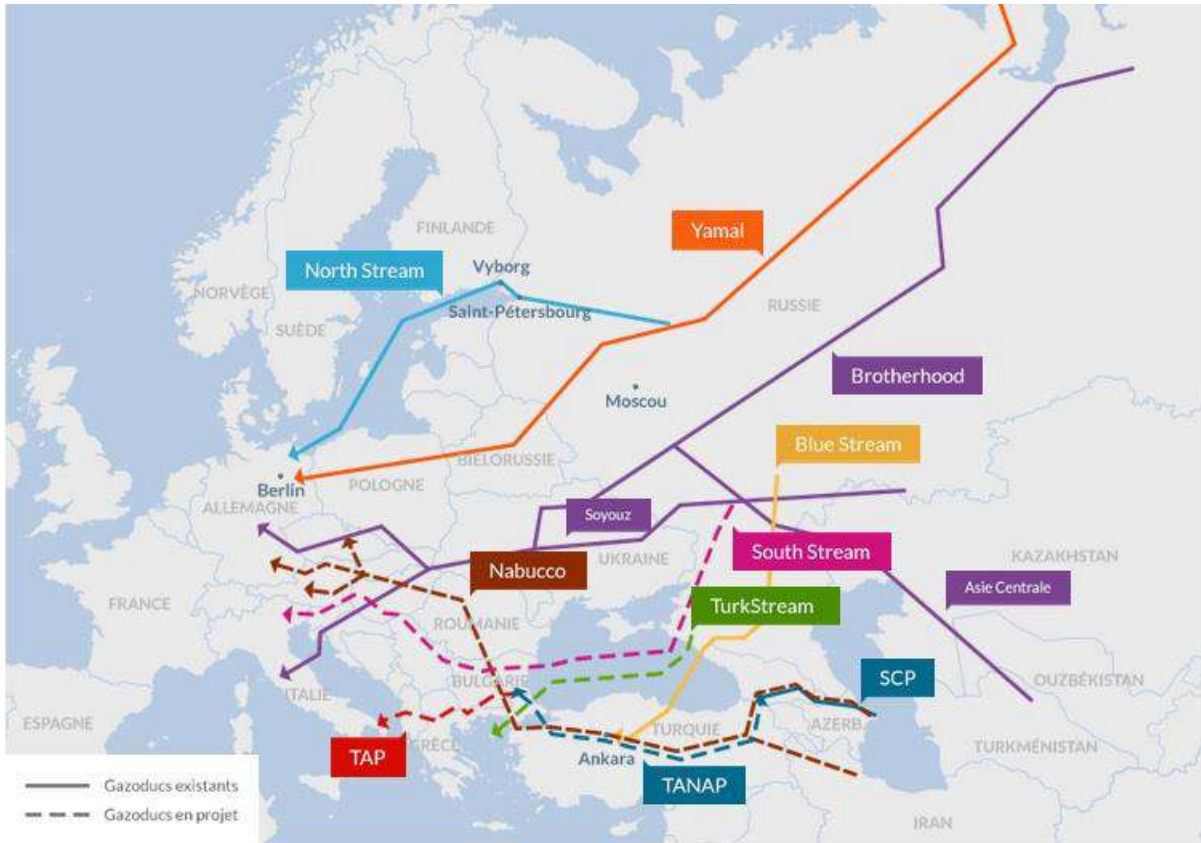 FINLANDE
Yamal
North Stream
Vyborg
NORVÈGE
Saint-Pétersbourg
RUSSIE
SUÈDE
Brotherhood
Moscou
Blue Stream
BIÉLORUSSIE
Berlin
POLOGNE
ALLEMAGNE
Soyouz
South Stream
UKRAINE
KAZAKHSTAN
Nabucco
Asie Centrale
FRANCE
TurkStream
ROUMANIE
SCP
OUZBÉKISTAN
BULGARIE
ITALIE
ESPAGNE
TURQUIE
AZERB.
GRÈCE
TURKMÉNISTAN
TAP
Ankara
TANAP
Gazoducs existants
Gazoducs en projet
IRAN